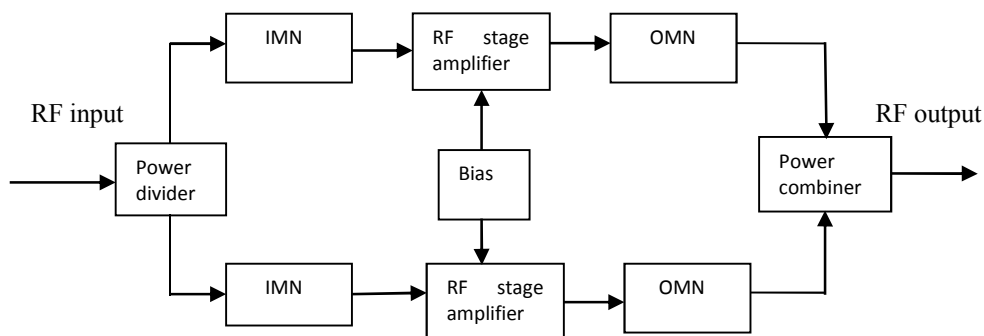 IMN
RF stage
amplifier
OMN
RF input
RF output
Power
divider
Bias
Power
combiner
IMN
RF stage
amplifier
OMN